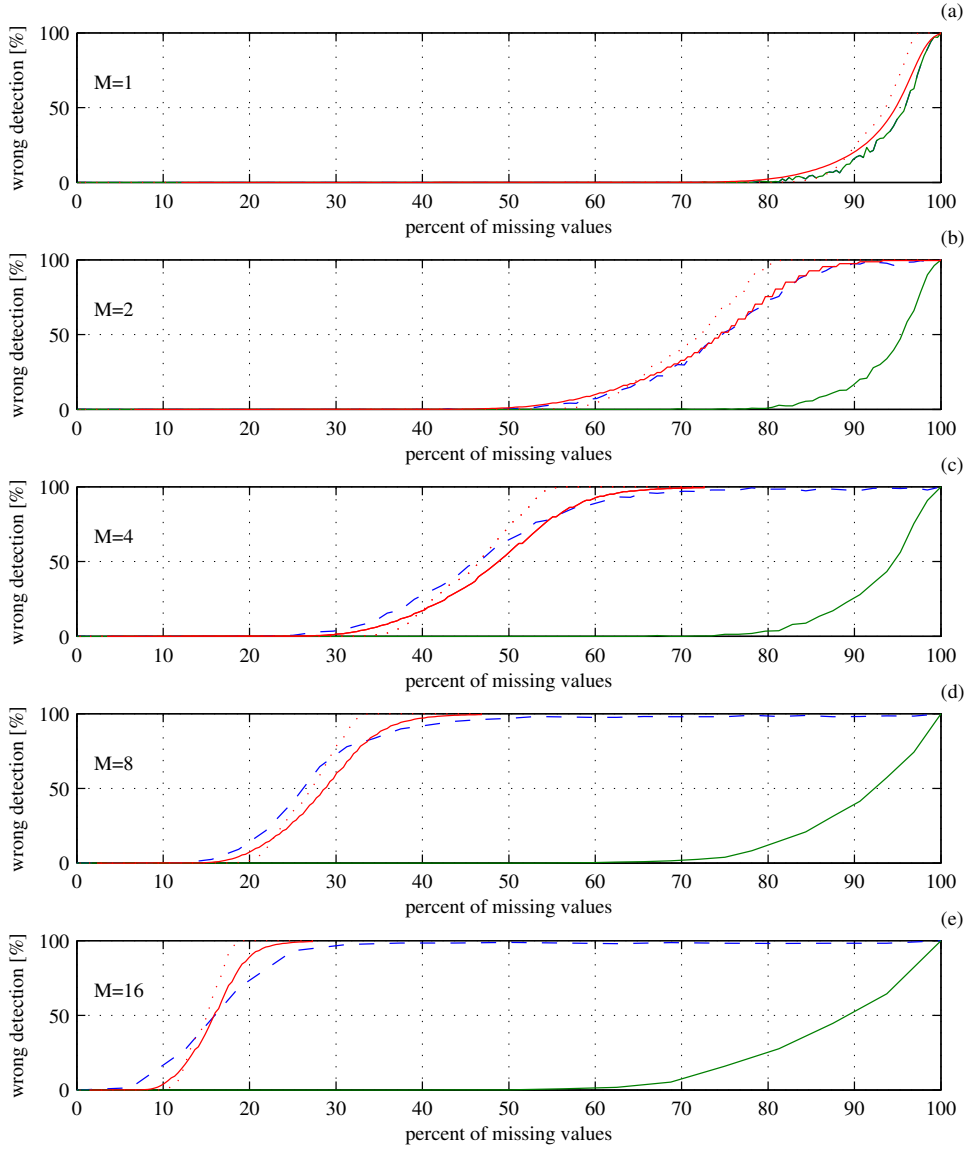 (a)
wrong detection [%]
100
50
0
M=1
0 10 20 30 40 50 60 70 80 90 100
percent of missing values
(b)
wrong detection [%]
100
50
0
M=2
0 10 20 30 40 50 60 70 80 90 100
percent of missing values
(c)
wrong detection [%]
100
50
0
M=4
0 10 20 30 40 50 60 70 80 90 100
percent of missing values
(d)
wrong detection [%]
100
50
0
M=8
0 10 20 30 40 50 60 70 80 90 100
percent of missing values
(e)
wrong detection [%]
100
50
0
M=16
0 10 20 30 40 50 60 70 80 90 100
percent of missing values